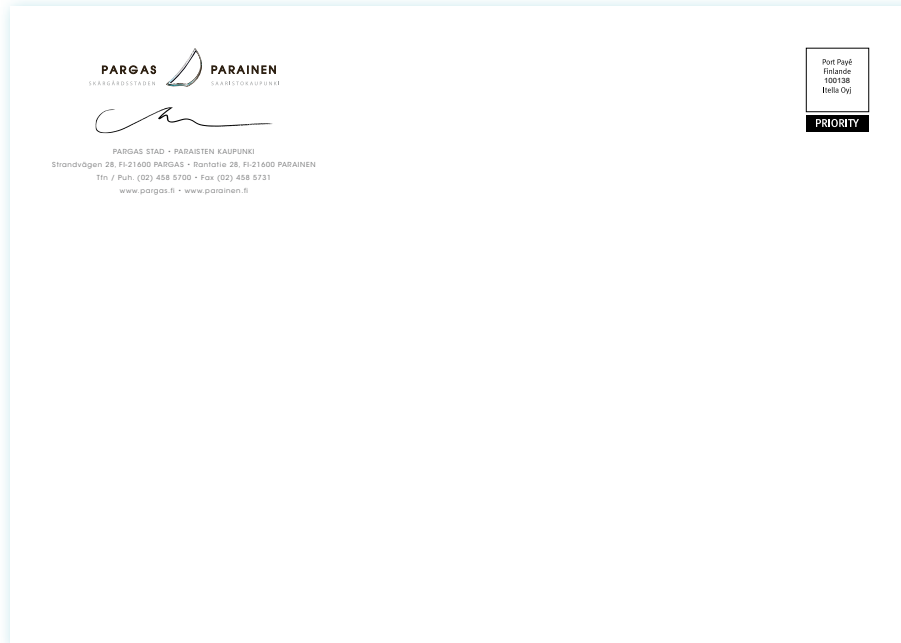 PARGAS PARAINEN
SKÄRGÅRDSSTADEN SAARISTOKAUPUNKI
PARGAS STAD • PARAISTEN KAUPUNKI
Strandvägen 28, FI-21600 PARGAS • Rantatie 28, FI-21600 PARAINEN
Tfn / Puh. (02) 458 5700 • Fax (02) 458 5731
www.pargas.fi • www.parainen.fi
Port Payé
Finlande
100138
Itella Oyj
PRIORITY